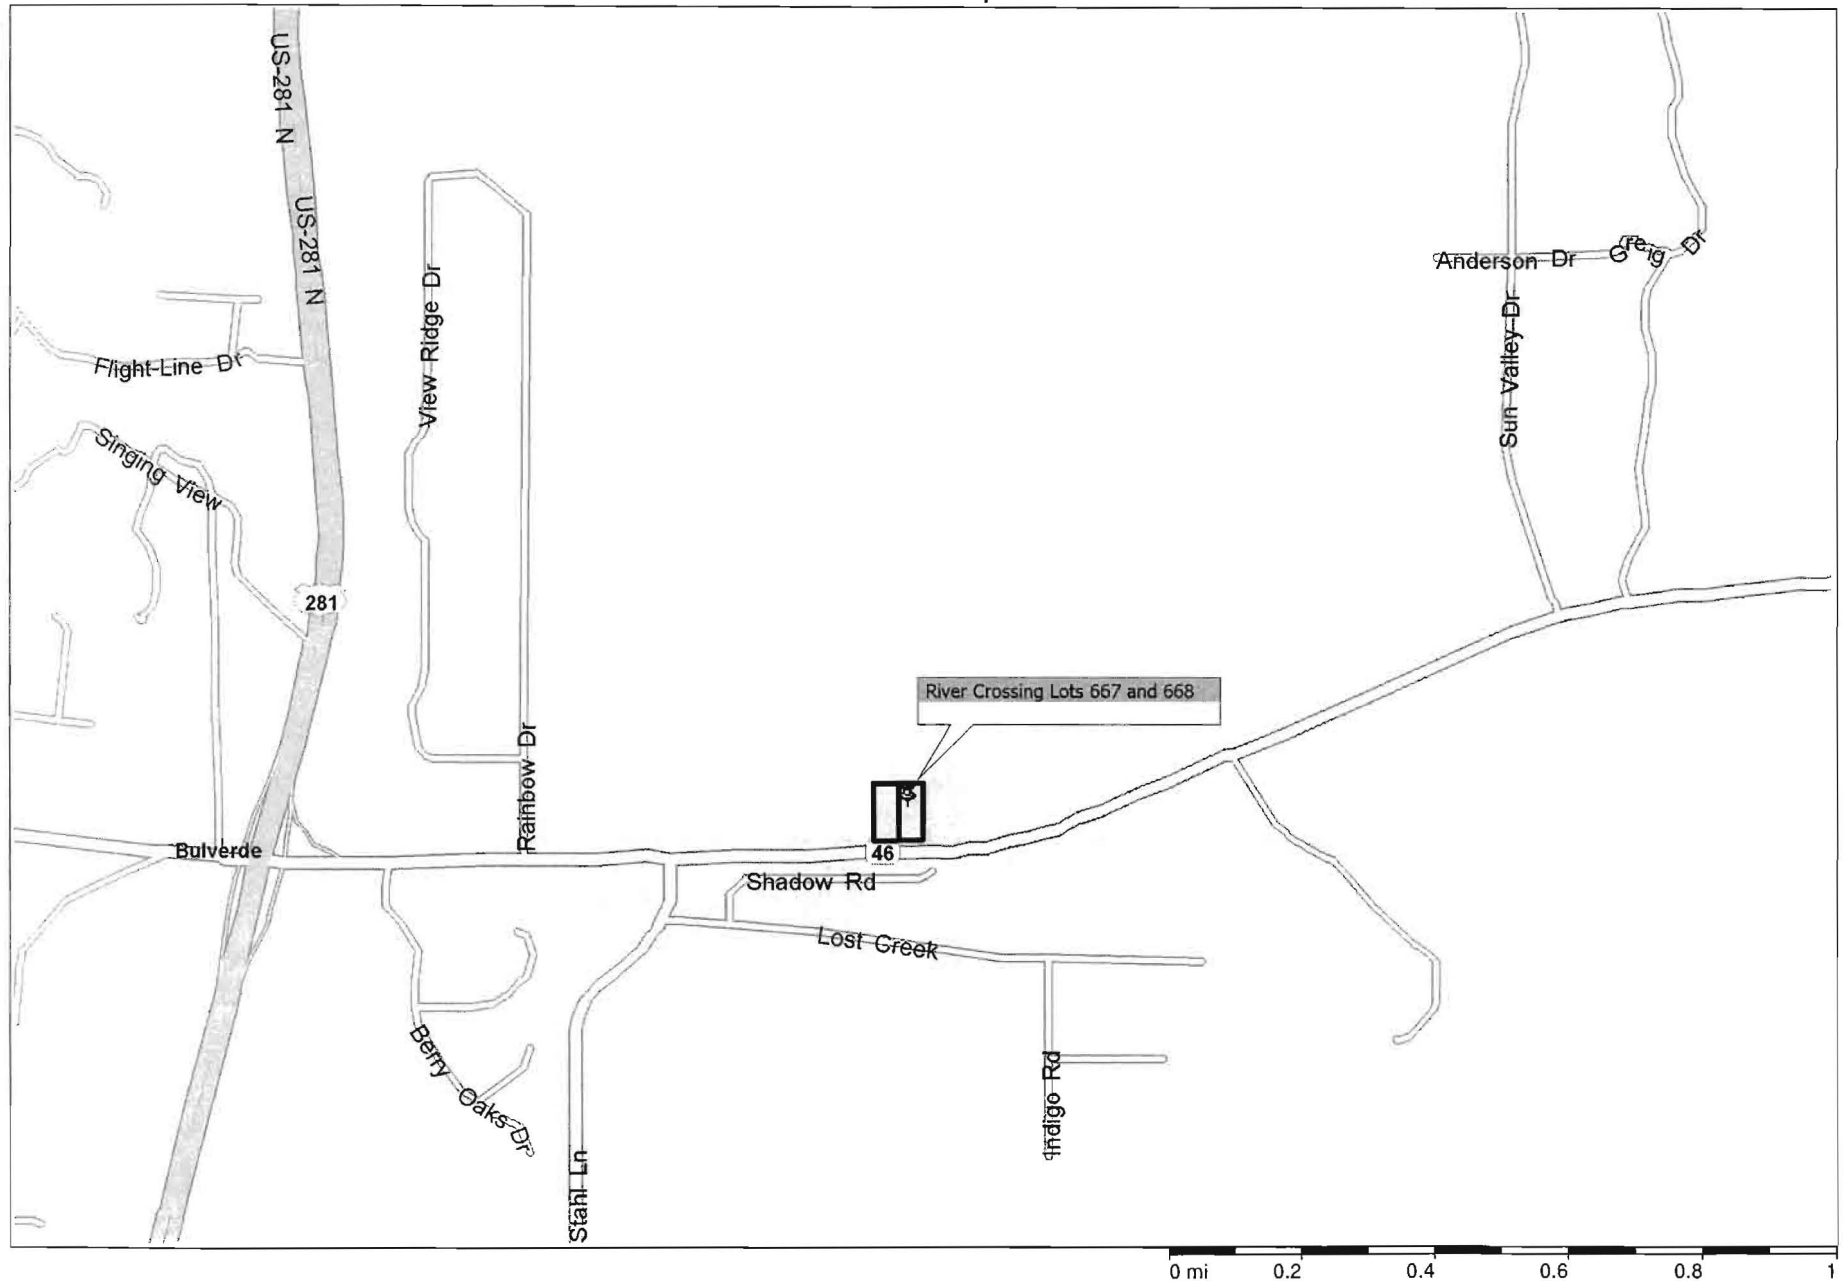 US-281 N
US-281 N
Anderson Dr
Greig Dr
View Ridge Dr
Sun Valley Dr
Flight Line Dr
Singing View
281
River Crossing Lots 667 and 668
Rainbow Dr
Bulverde
46
Shadow Rd
Lost Creek
Berry Oaks Dr
Indigo Rd
Stahl Ln
0 mi 0.2 0.4 0.6 0.8 1